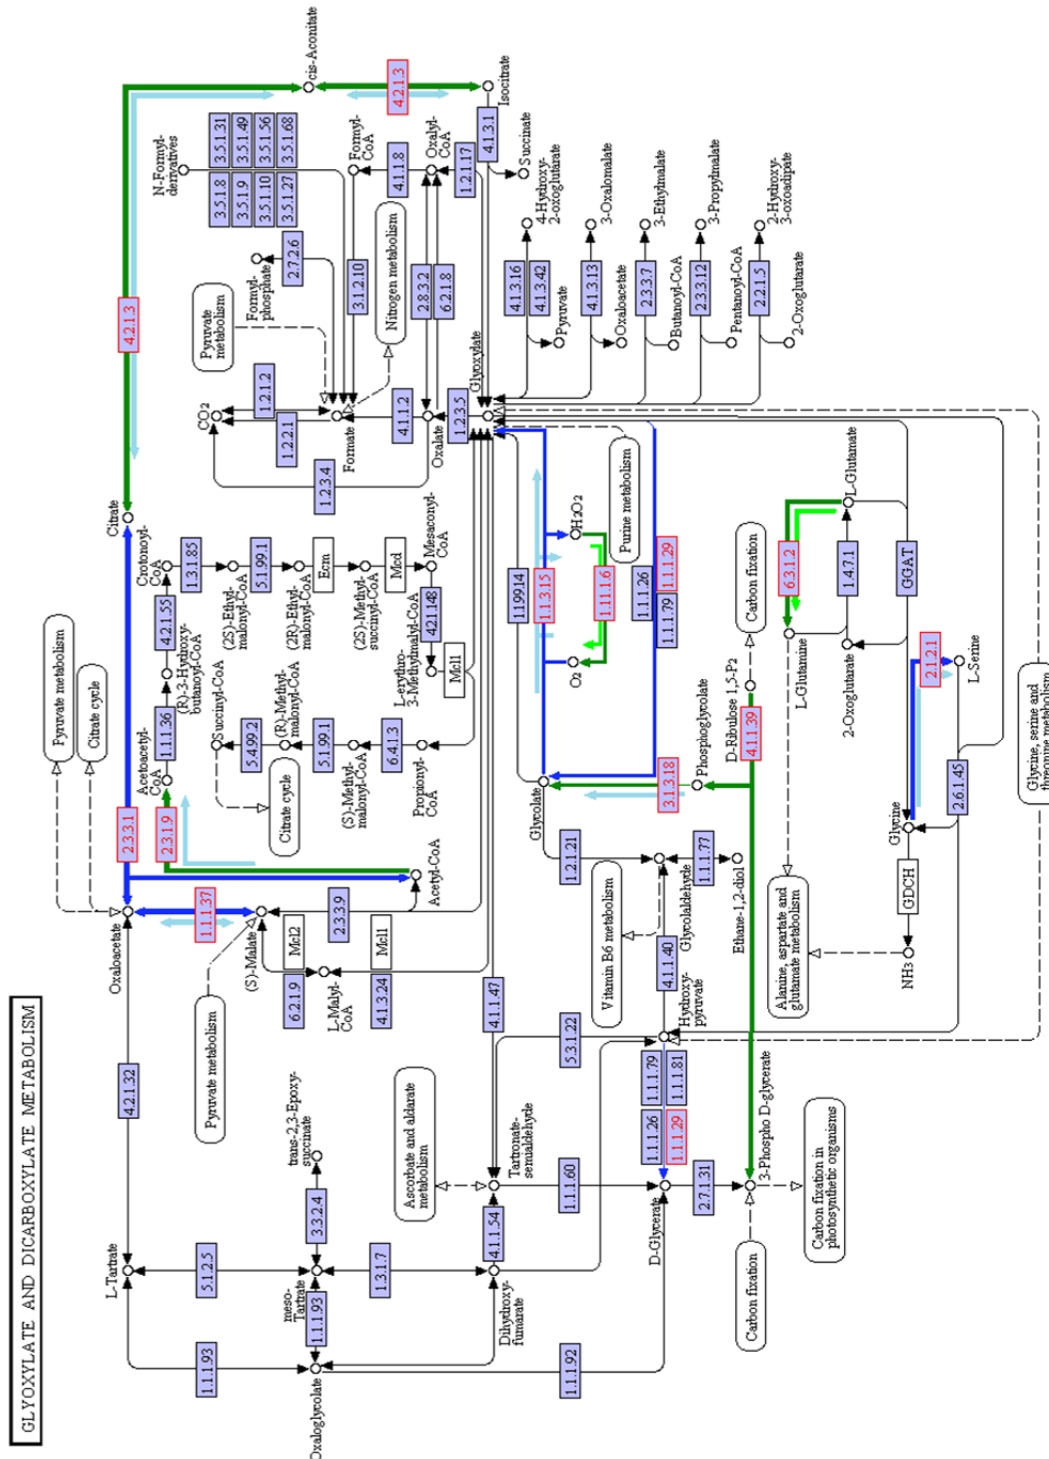 GLYOXYLATE AND DICARBOXYLATE METABOLISM
Pyruvate metabolism
Citrate cycle
L-Tartrate
4.2.1.32
Oxaloacetate
2.3.3.1
Citrate
4.2.1.3
cis-Aconitate
1.1.1.93
5.1.2.5
Pyruvate metabolism
1.1.1.37
Acetoacetyl-
CoA
2.3.1.9
1.1.1.36
(R)-3-Hydroxy-
butanoyl-CoA
4.2.1.55
Crotonoyl-
CoA
1.3.1.85
(2S)-Ethyl-
malonyl-CoA
5.1.99.1
(2R)-Ethyl-
malonyl-CoA
Ecm
(2S)-Methyl-
succinyl-CoA
Mcd
Mesaconyl-
CoA
4.2.1.148
L-erythro-
3-Methylmalyl-CoA
Mcl1
Succinyl-CoA
5.4.99.2
(R)-Methyl-
malonyl-CoA
5.1.99.1
(S)-Methyl-
malonyl-CoA
6.4.1.3
Propionyl-
CoA
Citrate cycle
(S)-Malate
Mcl2
6.2.1.9
L-Malyl-
CoA
Mcl1
4.1.3.24
2.3.3.9
Acetyl-CoA
CO2
1.2.1.2
1.2.2.1
1.2.3.4
Formate
4.1.1.2
Oxalate
1.2.3.5
Glyoxylate
Pyruvate metabolism
Formyl-
phosphate
2.7.2.6
N-Formyl-
derivatives
3.5.1.8
3.5.1.31
3.5.1.9
3.5.1.49
3.5.1.10
3.5.1.56
3.5.1.27
3.5.1.68
3.1.2.10
Nitrogen metabolism
Formyl-
CoA
4.1.1.8
2.8.3.2
6.2.1.8
Oxalyl-
CoA
1.2.1.17
4.2.1.3
Isocitrate
4.1.3.1
Succinate
Oxaloglycolate
1.1.1.93
meso-
Tartrate
3.3.2.4
trans-2,3-Epoxy-
succinate
1.3.1.7
Ascorbate and aldarate
metabolism
Dihydroxy-
fumarate
4.1.1.54
Tartronate-
semialdehyde
4.1.1.47
1.1.1.92
1.1.1.60
5.3.1.22
Glycolate
1.1.99.14
1.1.3.15
O2
1.11.1.6
H2O2
Purine metabolism
1.1.1.26
1.1.1.79
1.1.1.29
4.1.3.16
4.1.3.42
4-Hydroxy-
2-oxoglutarate
Pyruvate
4.1.3.13
3-Oxalomalate
Oxaloacetate
2.3.3.7
3-Ethylmalate
Butanoyl-CoA
2.3.3.12
3-Propylmalate
Pentanoyl-CoA
2.2.1.5
2-Hydroxy-
3-oxoadipate
2-Oxoglutarate
D-Glycerate
1.1.1.26
1.1.1.79
1.1.1.29
1.1.1.81
Hydroxy-
pyruvate
4.1.1.40
Glycolaldehyde
1.2.1.21
Vitamin B6 metabolism
1.1.1.77
Ethane-1,2-diol
3.1.3.18
Phosphoglycolate
D-Ribulose 1,5-P2
4.1.1.39
Carbon fixation
2.7.1.31
3-Phospho D-glycerate
Carbon fixation
Carbon fixation in
photosynthetic organisms
Alanine, aspartate and
glutamate metabolism
L-Glutamine
6.3.1.2
L-Glutamate
1.4.7.1
2-Oxoglutarate
GGAT
NH3
GDCH
Glycine
2.1.2.1
L-Serine
2.6.1.45
Glycine, serine and
threonine metabolism